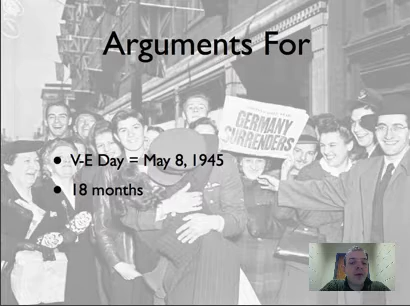 Arguments For
GERMANY
SURRENDERS
• V-E Day = May 8, 1945
• 18 months